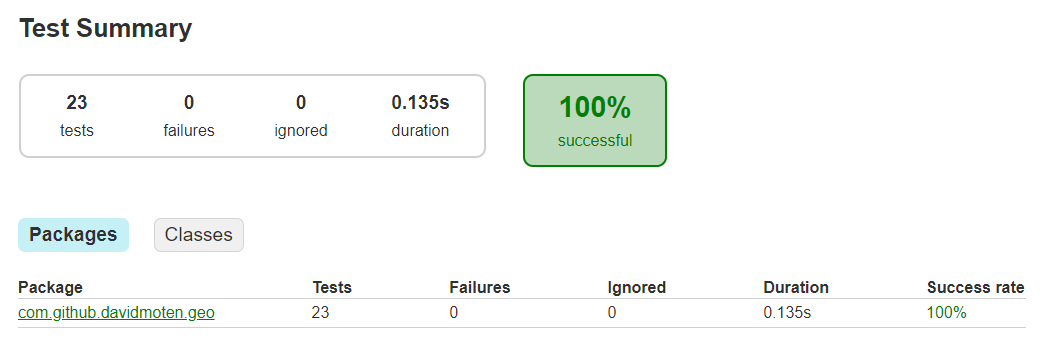 Test Summary
23 0 0 0.135s
tests failures ignored duration
100%
successful
Packages Classes
Package Tests Failures Ignored Duration Success rate
com.github.davidmoten.geo 23 0 0 0.135s 100%